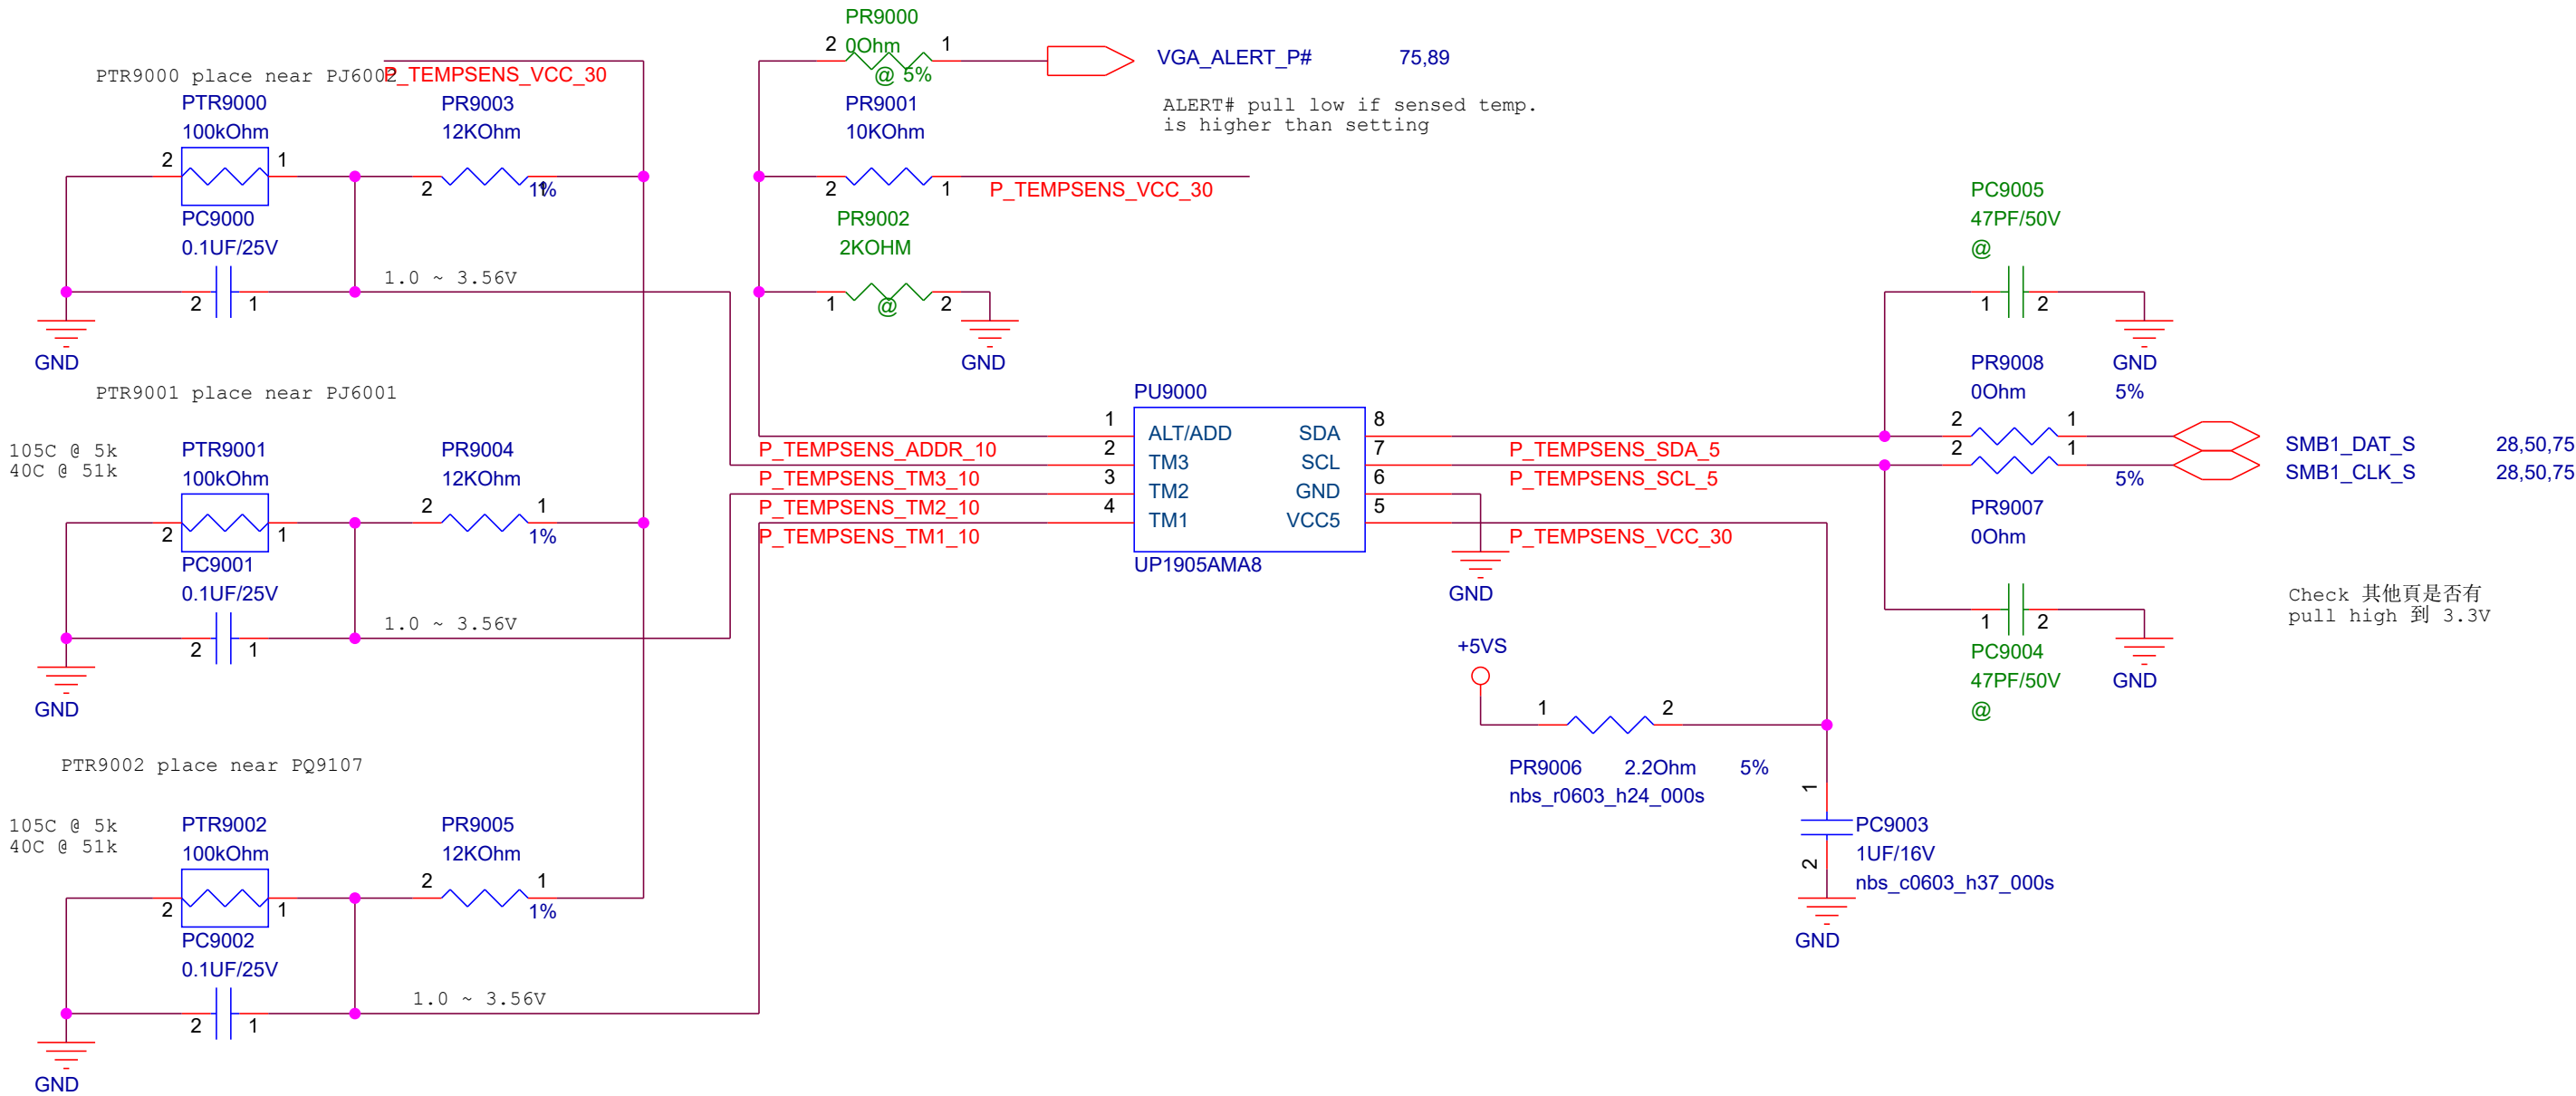 PTR9000 place near PJ6002
P_TEMPSENS_VCC_30
PTR9000
100kOhm
2
1
PR9003
12KOhm
2
1
1%
PC9000
0.1UF/25V
2
1
1.0 ~ 3.56V
GND
PTR9001 place near PJ6001
105C @ 5k
40C @ 51k
PTR9001
100kOhm
2
1
PR9004
12KOhm
2
1
1%
PC9001
0.1UF/25V
2
1
1.0 ~ 3.56V
GND
PTR9002 place near PQ9107
105C @ 5k
40C @ 51k
PTR9002
100kOhm
2
1
PR9005
12KOhm
2
1
1%
PC9002
0.1UF/25V
2
1
1.0 ~ 3.56V
GND
PR9000
0Ohm
2
1
@ 5%
VGA_ALERT_P# 75,89
ALERT# pull low if sensed temp.
is higher than setting
PR9001
10KOhm
2
1
P_TEMPSENS_VCC_30
PR9002
2KOHM
1
2
@
GND
PU9000
1
ALT/ADD
SDA
8
2
TM3
SCL
7
3
TM2
GND
6
4
TM1
VCC5
5
UP1905AMA8
P_TEMPSENS_ADDR_10
P_TEMPSENS_TM3_10
P_TEMPSENS_TM2_10
P_TEMPSENS_TM1_10
P_TEMPSENS_SDA_5
P_TEMPSENS_SCL_5
P_TEMPSENS_VCC_30
GND
+5VS
1
2
PR9006 2.2Ohm 5%
nbs_r0603_h24_000s
1
2
PC9003
1UF/16V
nbs_c0603_h37_000s
GND
PC9005
47PF/50V
@
1
2
GND
PR9008
0Ohm
5%
2
1
SMB1_DAT_S 28,50,75
2
1
5%
SMB1_CLK_S 28,50,75
PR9007
0Ohm
1
2
PC9004
47PF/50V
@
GND
Check 其他頁是否有
pull high 到 3.3V